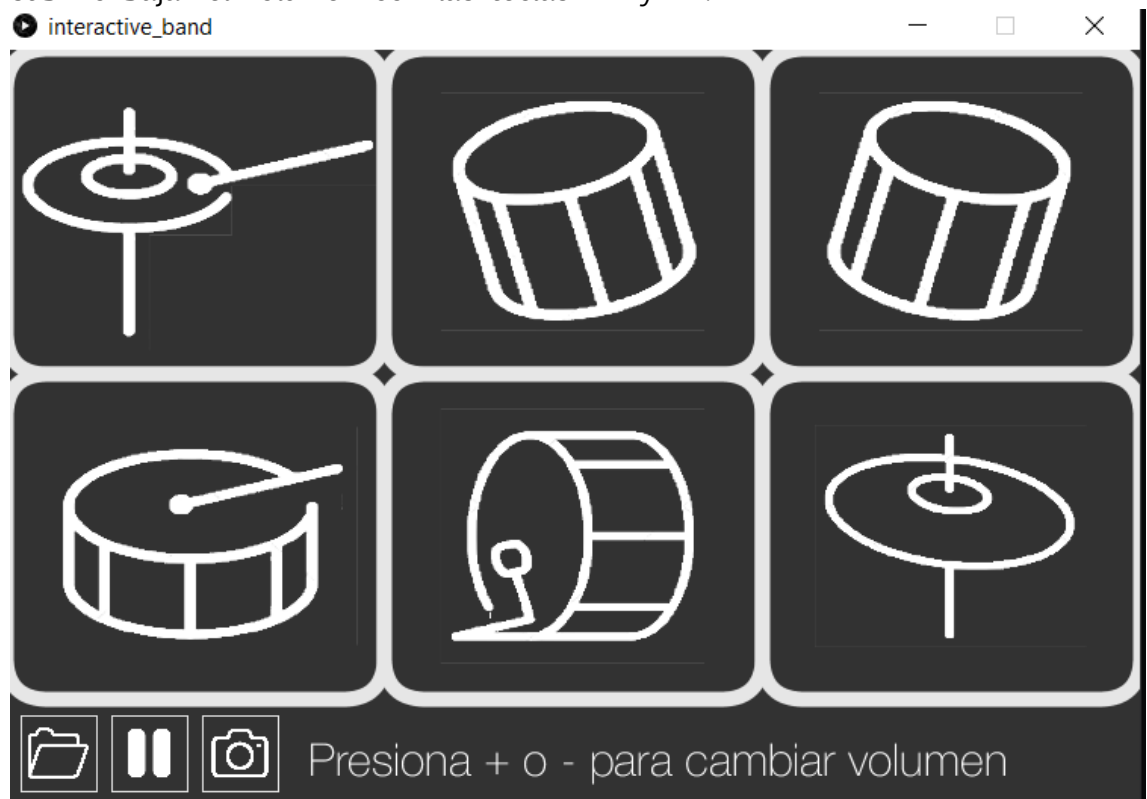 interactive_band
Presiona + o - para cambiar volumen